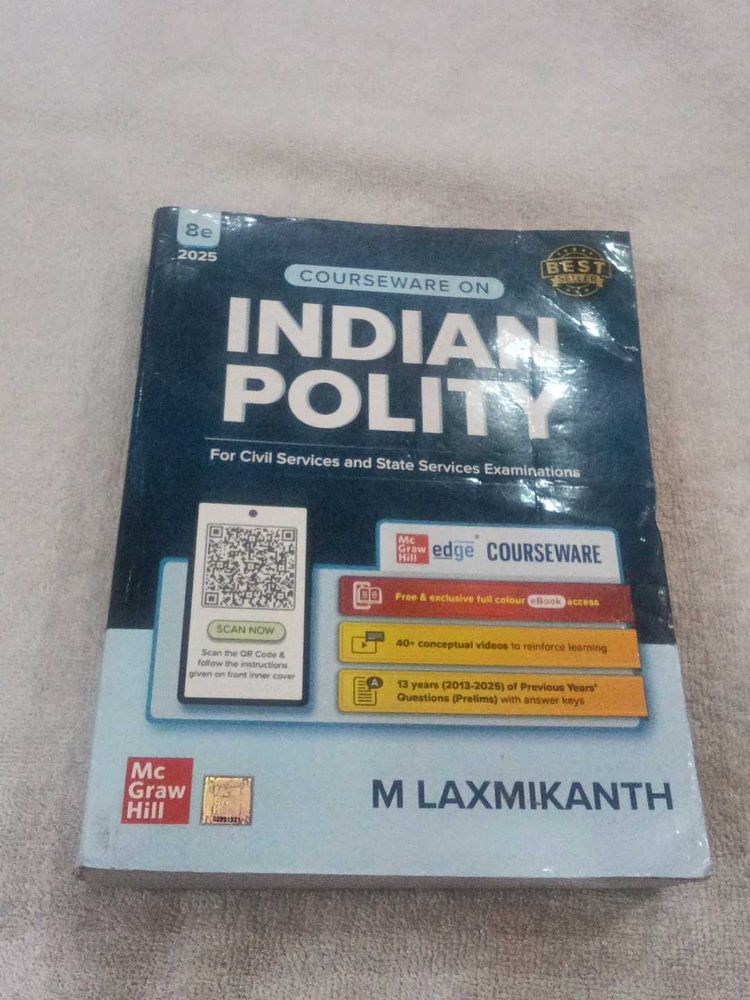 8e
2025
COURSEWARE ON
BEST
SELLER
INDIAN
POLITY
For Civil Services and State Services Examinations
Mc
Graw
Hill
edge COURSEWARE
Free & exclusive full colour eBook access
SCAN NOW
40+ conceptual videos to reinforce learning
Scan the QR Code &
follow the instructions
given on front inner cover
A
13 years (2013-2025) of Previous Years'
Questions (Prelims) with answer keys
Mc
Graw
Hill
M LAXMIKANTH